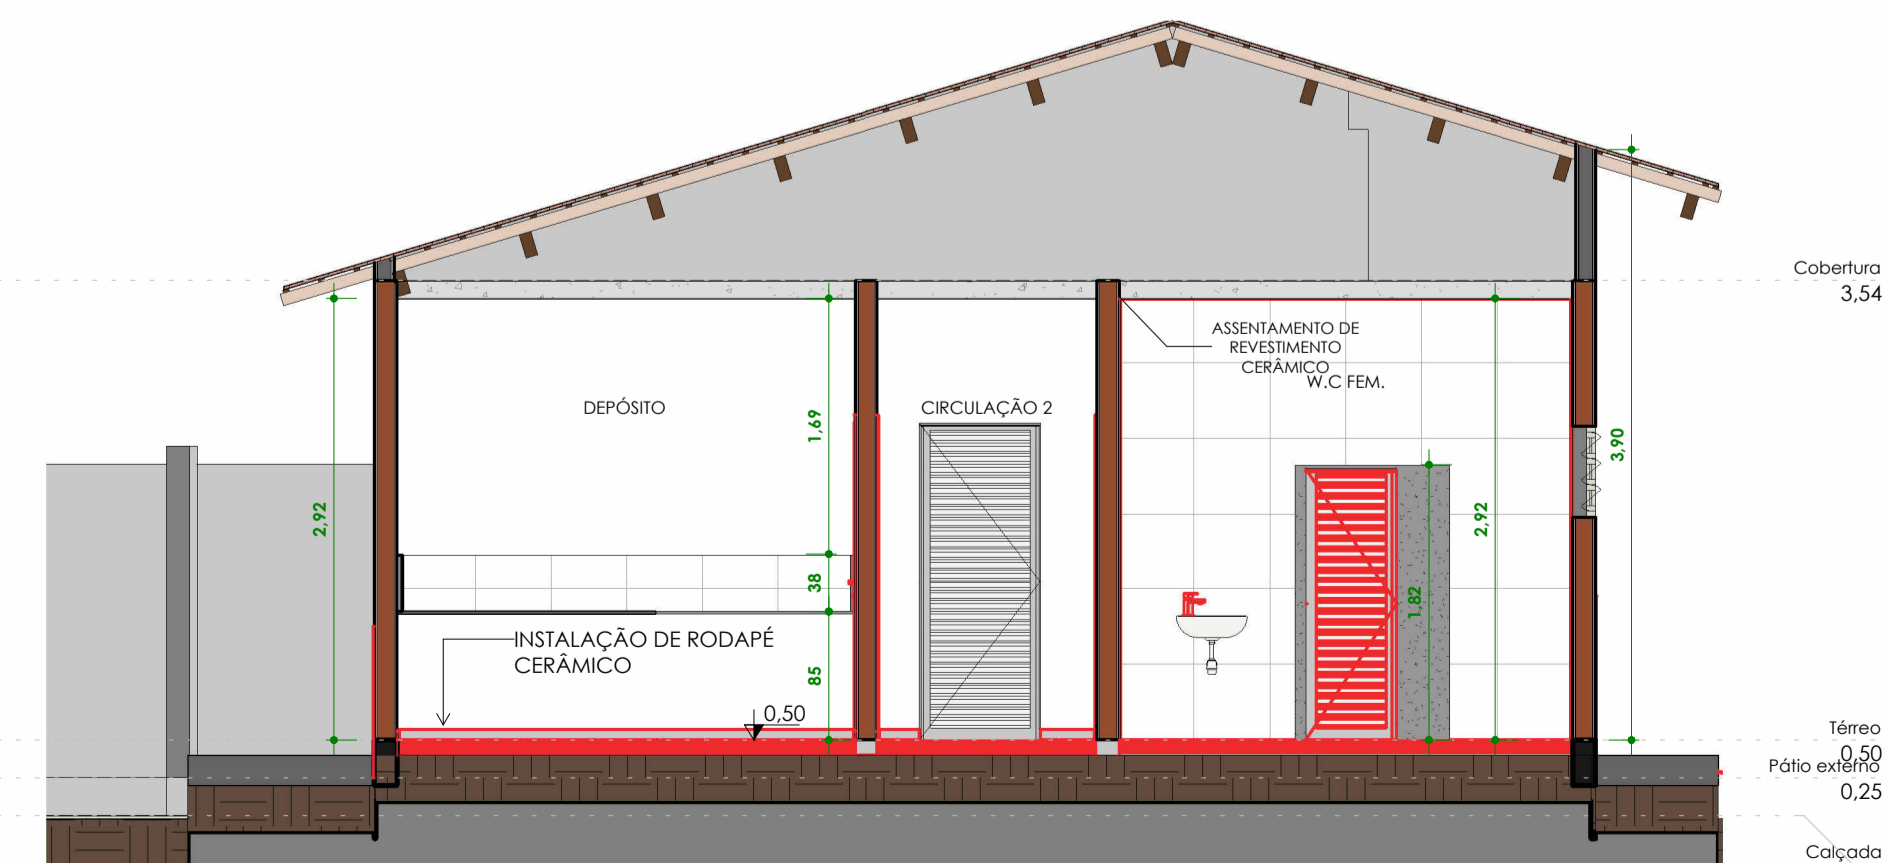 Cobertura
3,54
ASSENTAMENTO DE
REVESTIMENTO
CERÂMICO
W.C FEM.
DEPÓSITO
CIRCULAÇÃO 2
1,69
3,90
2,92
2,92
38
1,82
INSTALAÇÃO DE RODAPÉ
CERÂMICO
85
0,50
Térreo
0,50
Pátio externo
0,25
Calçada